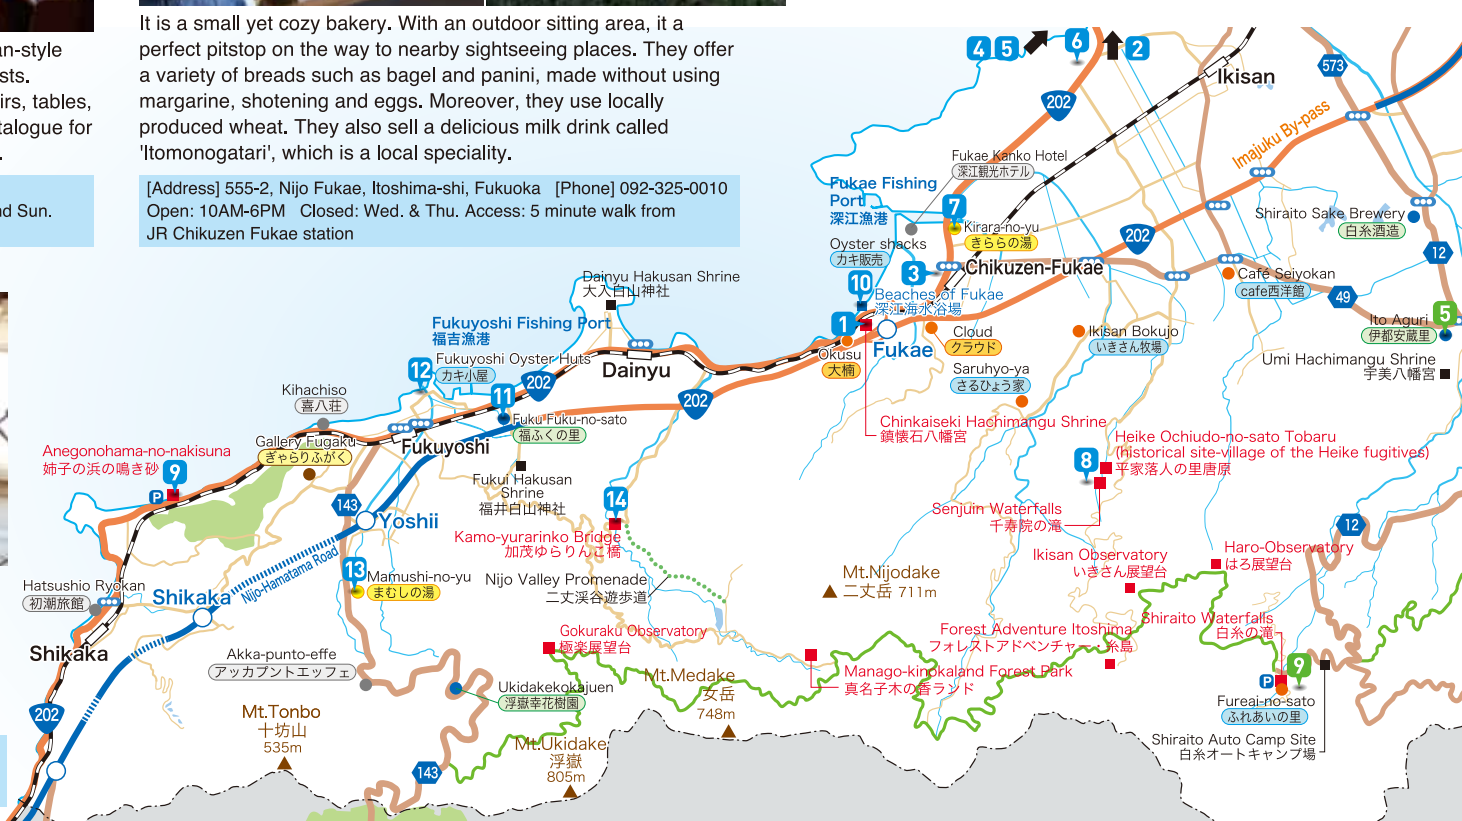 an-style
sts.
irs, tables,
talogue for
.
nd Sun.
It is a small yet cozy bakery. With an outdoor sitting area, it a
perfect pitstop on the way to nearby sightseeing places. They offer
a variety of breads such as bagel and panini, made without using
margarine, shotening and eggs. Moreover, they use locally
produced wheat. They also sell a delicious milk drink called
'Itomonogatari', which is a local speciality.
[Address] 555-2, Nijo Fukae, Itoshima-shi, Fukuoka [Phone] 092-325-0010
Open: 10AM-6PM Closed: Wed. & Thu. Access: 5 minute walk from
JR Chikuzen Fukae station
4 5
6
2
Ikisan
573
202
Imajuku By-pass
Fukae Kanko Hotel
深江観光ホテル
Fukae Fishing
Port
深江漁港
7
Kirara-no-yu
きららの湯
Shiraito Sake Brewery
白糸酒造
202
12
Oyster shacks
カキ販売
3
Chikuzen-Fukae
Café Seiyokan
cafe西洋館
49
10
Beaches of Fukae
深江海水浴場
Dainyu Hakusan Shrine
大入白山神社
Fukuyoshi Fishing Port
福吉漁港
1
Okusu
大楠
Fukae
Cloud
クラウド
Ikisan Bokujo
いきさん牧場
Ito Aguri
伊都安蔵里
5
Umi Hachimangu Shrine
宇美八幡宮
12
Fukuyoshi Oyster Huts
カキ小屋
Dainyu
202
202
11
Saruhyo-ya
さるひょう家
Kihachiso
喜八荘
Fuku Fuku-no-sato
福ふくの里
Chinkaiseki Hachimangu Shrine
鎮懐石八幡宮
Gallery Fugaku
ぎゃらりふがく
Fukuyoshi
Heike Ochiudo-no-sato Tobaru
(historical site-village of the Heike fugitives)
平家落人の里唐原
8
Anegonohama-no-nakisuna
姉子の浜の鳴き砂
9
P
Fukui Hakusan
Shrine
福井白山神社
143
Yoshii
14
Kamo-yurarinko Bridge
加茂ゆらりんこ橋
Senjuin Waterfalls
千寿院の滝
12
Nijo-Hamatama Road
13
Mamushi-no-yu
まむしの湯
Nijo Valley Promenade
二丈渓谷遊歩道
Mt.Nijodake
二丈岳 711m
Ikisan Observatory
いきさん展望台
Haro-Observatory
はろ展望台
Hatsushio Ryokan
初潮旅館
Shikaka
Shikaka
Gokuraku Observatory
極楽展望台
Forest Adventure Itoshima
フォレストアドベンチャー・糸島
Shiraito Waterfalls
白糸の滝
Akka-punto-effe
アッカプントエッフェ
Ukidakekokajuen
浮嶽幸花樹園
Mt.Medake
女岳
748m
Manago-kinokaland Forest Park
真名子木の香ランド
P
9
Fureai-no-sato
ふれあいの里
202
Mt.Tonbo
十坊山
535m
Mt.Ukidake
浮嶽
805m
143
Shiraito Auto Camp Site
白糸オートキャンプ場